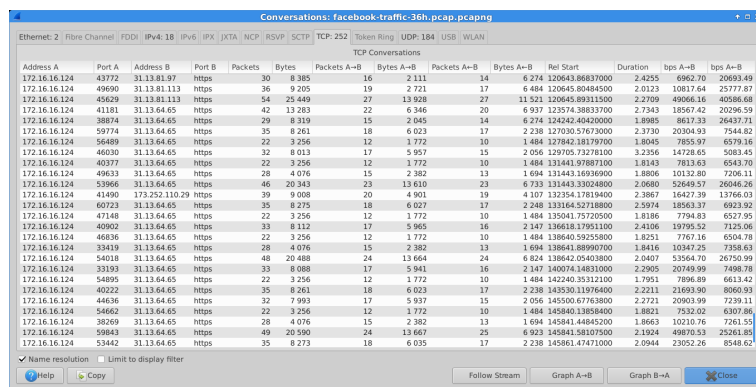 Conversations: facebook-traffic-36h.pcap.pcapng
Ethernet: 2 Fibre Channel FDDI IPv4: 18 IPv6 IPX JXTA NCP RSVP SCTP TCP: 252 Token Ring UDP: 184 USB WLAN
TCP Conversations
Address A Port A Address B Port B Packets Bytes Packets A→B Bytes A→B Packets A←B Bytes A←B Rel Start Duration bps A→B bps A←B
172.16.16.124 43772 31.13.81.97 https 30 8 385 16 2 111 14 6 274 120643.86837000 2.4255 6962.70 20693.49
172.16.16.124 49690 31.13.81.113 https 36 9 205 19 2 721 17 6 484 120645.80484500 2.0123 10817.64 25777.87
172.16.16.124 45629 31.13.81.113 https 54 25 449 27 13 928 27 11 521 120645.89311500 2.2709 49066.16 40586.68
172.16.16.124 41181 31.13.64.65 https 42 13 283 22 6 346 20 6 937 123574.38833700 2.7343 18567.42 20296.59
172.16.16.124 38874 31.13.64.65 https 29 8 319 15 2 045 14 6 274 124242.40420000 1.8985 8617.33 26437.71
172.16.16.124 59774 31.13.64.65 https 35 8 261 18 6 023 17 2 238 127030.57673000 2.3730 20304.93 7544.82
172.16.16.124 56489 31.13.64.65 https 22 3 256 12 1 772 10 1 484 127842.18179700 1.8045 7855.97 6579.16
172.16.16.124 46030 31.13.64.65 https 32 8 013 17 5 957 15 2 056 129705.73278100 3.2356 14728.65 5083.45
172.16.16.124 40377 31.13.64.65 https 22 3 256 12 1 772 10 1 484 131441.97887100 1.8143 7813.63 6543.70
172.16.16.124 49633 31.13.64.65 https 28 4 076 15 2 382 13 1 694 131443.16936900 1.8806 10132.80 7206.11
172.16.16.124 53966 31.13.64.65 https 46 20 343 23 13 610 23 6 733 131443.33024800 2.0680 52649.57 26046.26
172.16.16.124 41490 173.252.110.29 https 39 9 008 20 4 901 19 4 107 132354.17819400 2.3867 16427.39 13766.03
172.16.16.124 60723 31.13.64.65 https 35 8 275 18 6 027 17 2 248 133164.52718800 2.5974 18563.37 6923.92
172.16.16.124 47148 31.13.64.65 https 22 3 256 12 1 772 10 1 484 135041.75720500 1.8186 7794.83 6527.95
172.16.16.124 40902 31.13.64.65 https 33 8 112 17 5 965 16 2 147 136618.17951100 2.4106 19795.52 7125.06
172.16.16.124 46836 31.13.64.65 https 22 3 256 12 1 772 10 1 484 138640.59255800 1.8251 7767.16 6504.78
172.16.16.124 33419 31.13.64.65 https 28 4 076 15 2 382 13 1 694 138641.88990700 1.8416 10347.25 7358.63
172.16.16.124 54018 31.13.64.65 https 48 20 488 24 13 664 24 6 824 138642.05403800 2.0407 53564.70 26750.99
172.16.16.124 33193 31.13.64.65 https 33 8 088 17 5 941 16 2 147 140074.14831000 2.2905 20749.99 7498.78
172.16.16.124 54895 31.13.64.65 https 22 3 256 12 1 772 10 1 484 142240.35312100 1.7951 7896.89 6613.42
172.16.16.124 40222 31.13.64.65 https 35 8 261 18 6 023 17 2 238 143530.11976400 2.2211 21693.90 8060.93
172.16.16.124 44636 31.13.64.65 https 32 7 993 17 5 937 15 2 056 145500.67763800 2.2721 20903.99 7239.11
172.16.16.124 54662 31.13.64.65 https 22 3 256 12 1 772 10 1 484 145840.13858400 1.8821 7532.02 6307.86
172.16.16.124 38269 31.13.64.65 https 28 4 076 15 2 382 13 1 694 145841.44845200 1.8663 10210.76 7261.55
172.16.16.124 59843 31.13.64.65 https 49 20 590 24 13 667 25 6 923 145841.58107500 2.1924 49870.53 25261.85
172.16.16.124 53442 31.13.64.65 https 35 8 273 18 6 035 17 2 238 145861.47471000 2.0944 23052.26 8548.62
Name resolution Limit to display filter
Help Copy Follow Stream Graph A→B Graph B→A Close